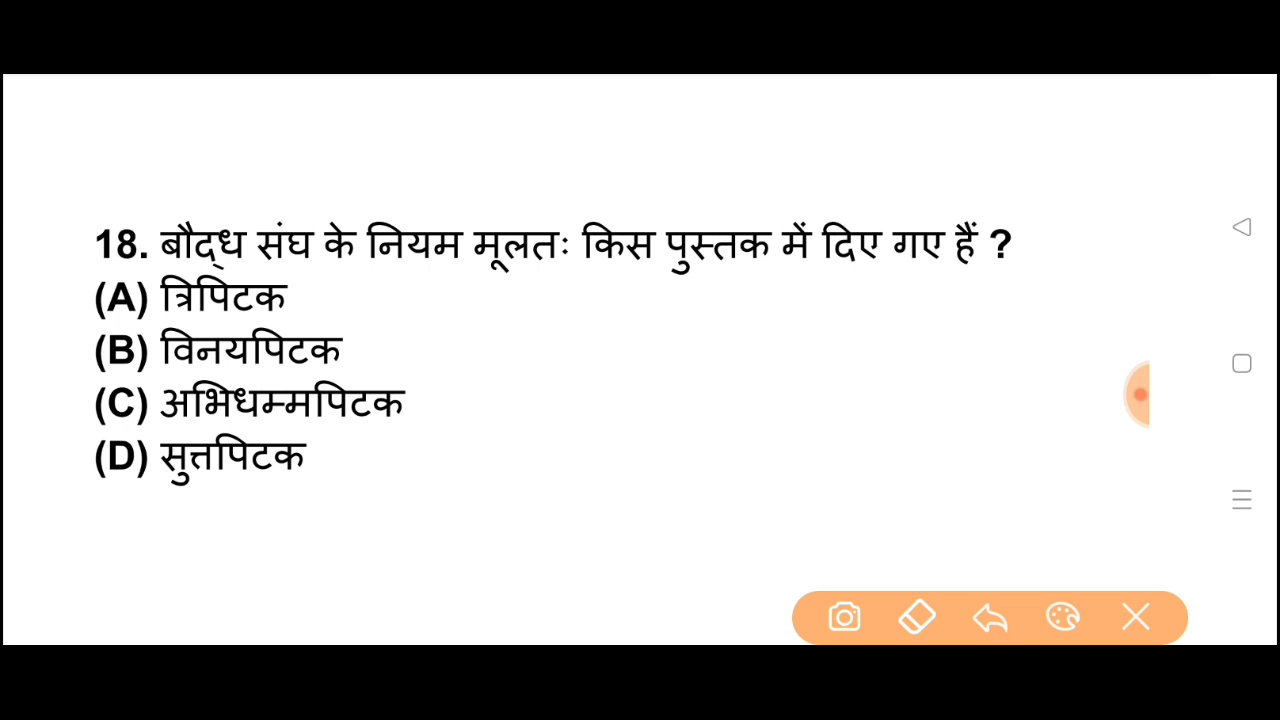 18. बौद्ध संघ के नियम मूलतः किस पुस्तक में दिए गए हैं ?
(A) त्रिपिटक
(B) विनयपिटक
(C) अभिधम्मपिटक
(D) सुत्तपिटक